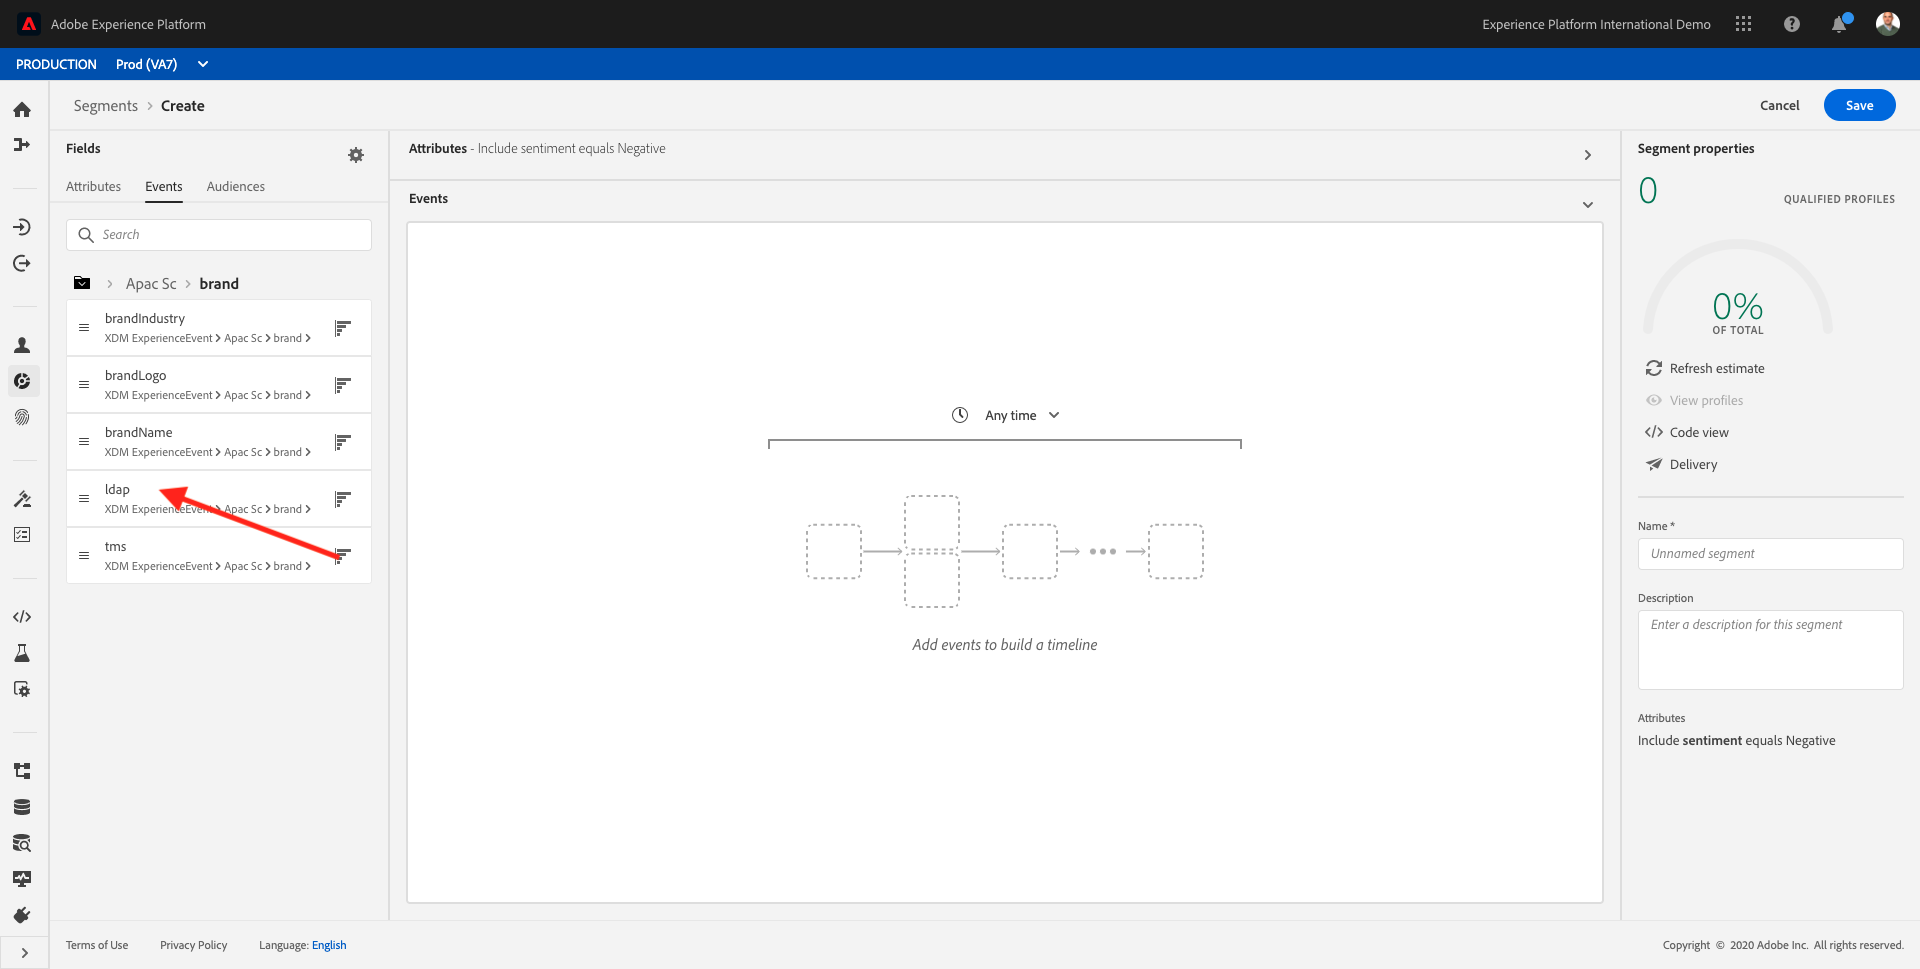 Adobe Experience Platform
Experience Platform International Demo
PRODUCTION Prod (VA7)
Segments > Create
Cancel
Save
Fields
Attributes Events Audiences
Search
> Apac Sc > brand
brandIndustry
XDM ExperienceEvent > Apac Sc > brand >
brandLogo
XDM ExperienceEvent > Apac Sc > brand >
brandName
XDM ExperienceEvent > Apac Sc > brand >
ldap
XDM ExperienceEvent > Apac Sc > brand >
tms
XDM ExperienceEvent > Apac Sc > brand >
Attributes - Include sentiment equals Negative
Events
Any time
Add events to build a timeline
Segment properties
0
QUALIFIED PROFILES
0%
OF TOTAL
Refresh estimate
View profiles
Code view
Delivery
Name *
Unnamed segment
Description
Enter a description for this segment
Attributes
Include sentiment equals Negative
Terms of Use Privacy Policy Language: English
Copyright © 2020 Adobe Inc. All rights reserved.